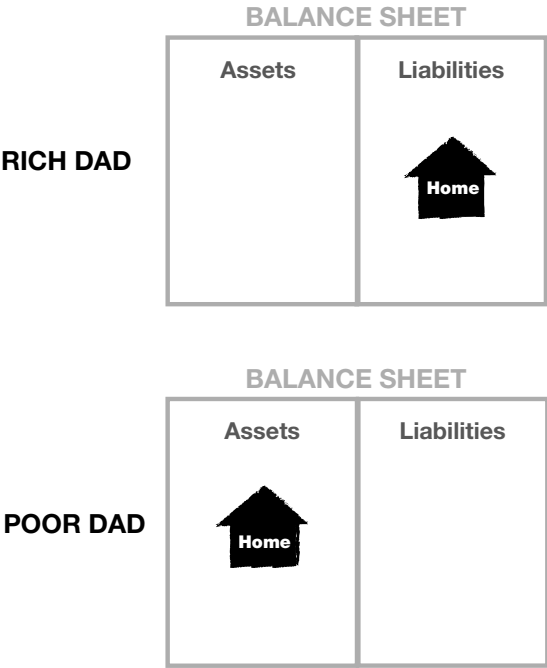 BALANCE SHEET
Assets Liabilities
RICH DAD
Home
BALANCE SHEET
Assets Liabilities
POOR DAD
Home